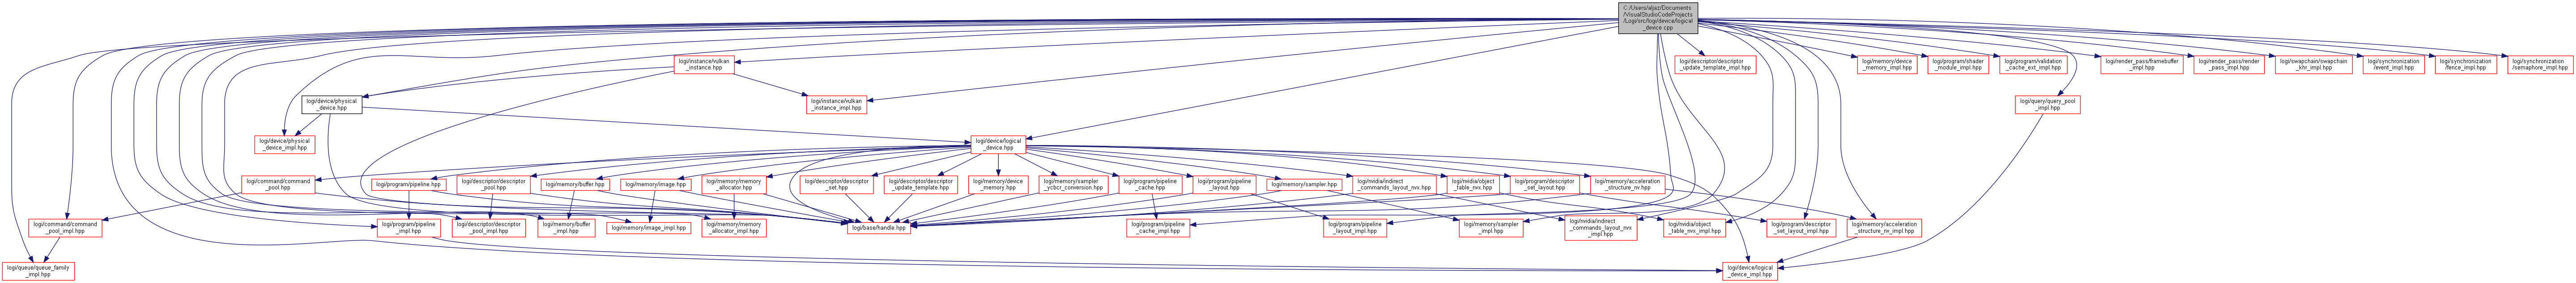 C:/Users/aljaz/Documents
/VisualStudioCodeProjects
/Logi/src/logi/device/logical
_device.cpp
logi/instance/vulkan
_instance.hpp
logi/descriptor/descriptor
_update_template_impl.hpp
logi/memory/device
_memory_impl.hpp
logi/program/shader
_module_impl.hpp
logi/program/validation
_cache_ext_impl.hpp
logi/render_pass/framebuffer
_impl.hpp
logi/render_pass/render
_pass_impl.hpp
logi/swapchain/swapchain
_khr_impl.hpp
logi/synchronization
/event_impl.hpp
logi/synchronization
/fence_impl.hpp
logi/synchronization
/semaphore_impl.hpp
logi/device/physical
_device.hpp
logi/instance/vulkan
_instance_impl.hpp
logi/query/query_pool
_impl.hpp
logi/device/physical
_device_impl.hpp
logi/device/logical
_device.hpp
logi/command/command
_pool.hpp
logi/program/pipeline.hpp
logi/descriptor/descriptor
_pool.hpp
logi/memory/buffer.hpp
logi/memory/image.hpp
logi/memory/memory
_allocator.hpp
logi/descriptor/descriptor
_set.hpp
logi/descriptor/descriptor
_update_template.hpp
logi/memory/device
_memory.hpp
logi/memory/sampler
_ycbcr_conversion.hpp
logi/program/pipeline
_cache.hpp
logi/program/pipeline
_layout.hpp
logi/memory/sampler.hpp
logi/nvidia/indirect
_commands_layout_nvx.hpp
logi/nvidia/object
_table_nvx.hpp
logi/program/descriptor
_set_layout.hpp
logi/memory/acceleration
_structure_nv.hpp
logi/command/command
_pool_impl.hpp
logi/program/pipeline
_impl.hpp
logi/descriptor/descriptor
_pool_impl.hpp
logi/memory/buffer
_impl.hpp
logi/memory/image_impl.hpp
logi/memory/memory
_allocator_impl.hpp
logi/base/handle.hpp
logi/program/pipeline
_cache_impl.hpp
logi/program/pipeline
_layout_impl.hpp
logi/memory/sampler
_impl.hpp
logi/nvidia/indirect
_commands_layout_nvx
_impl.hpp
logi/nvidia/object
_table_nvx_impl.hpp
logi/program/descriptor
_set_layout_impl.hpp
logi/memory/acceleration
_structure_nv_impl.hpp
logi/queue/queue_family
_impl.hpp
logi/device/logical
_device_impl.hpp